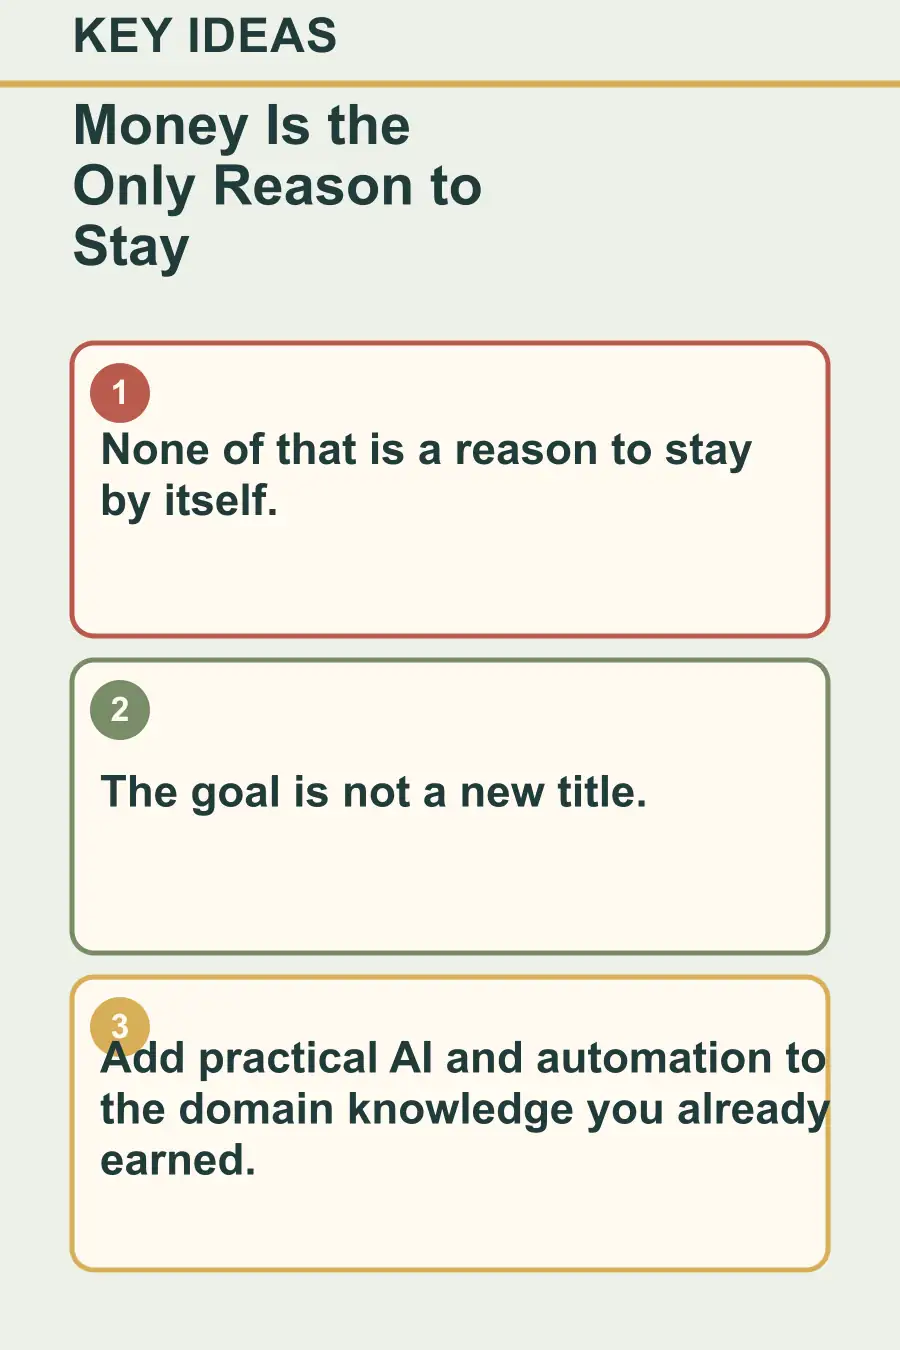 KEY IDEAS
Money Is the
Only Reason to
Stay
1
None of that is a reason to stay
by itself.
2
The goal is not a new title.
3
Add practical AI and automation to
the domain knowledge you already
earned.